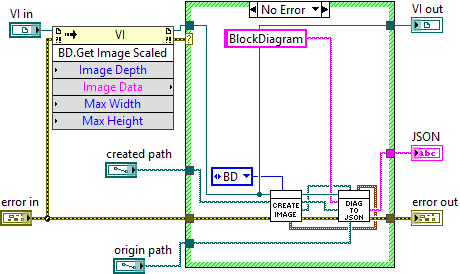 VI in
VI
BD.Get Image Scaled
Image Depth
Image Data
Max Width
Max Height
?
No Error
VI out
BlockDiagram
JSON
abc
created path
BD
CREATE
IMAGE
DIAG
TO
JSON
error in
error out
origin path